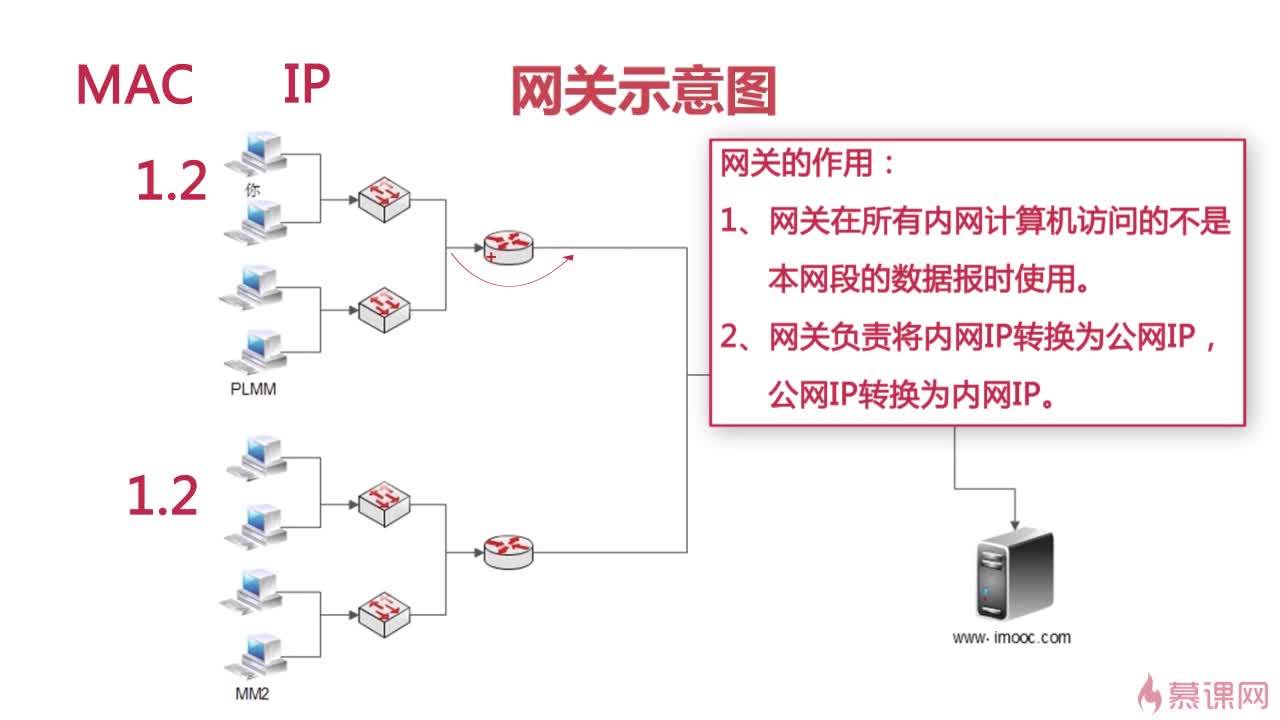 MAC
IP
网关示意图
1.2
你
PLMM
1.2
MM2
网关的作用：
1、网关在所有内网计算机访问的不是
本网段的数据报时使用。
2、网关负责将内网IP转换为公网IP，
公网IP转换为内网IP。
www.imooc.com
慕课网